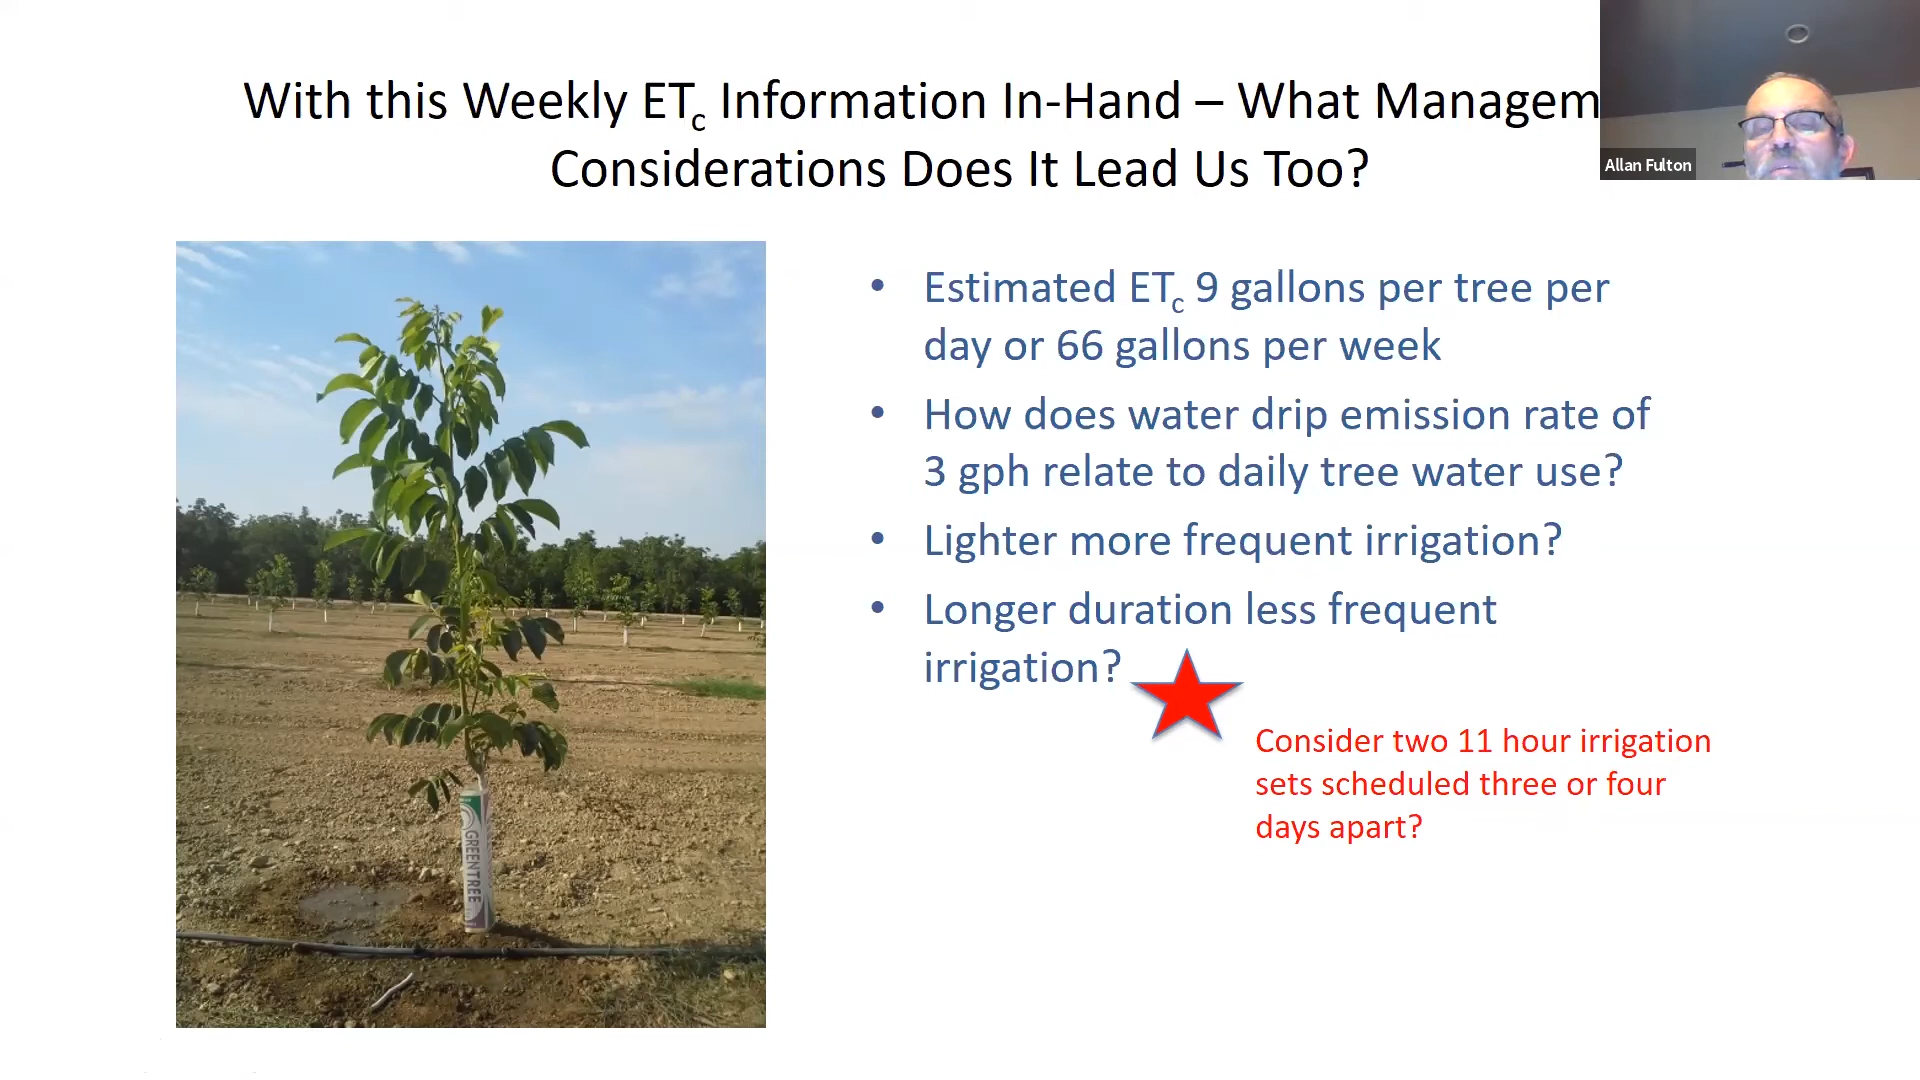 With this Weekly ETc Information In-Hand – What Managem
Considerations Does It Lead Us Too?
Allan Fulton
• Estimated ETc 9 gallons per tree per
day or 66 gallons per week
• How does water drip emission rate of
3 gph relate to daily tree water use?
• Lighter more frequent irrigation?
• Longer duration less frequent
irrigation?
Consider two 11 hour irrigation
sets scheduled three or four
days apart?
GREENTREE